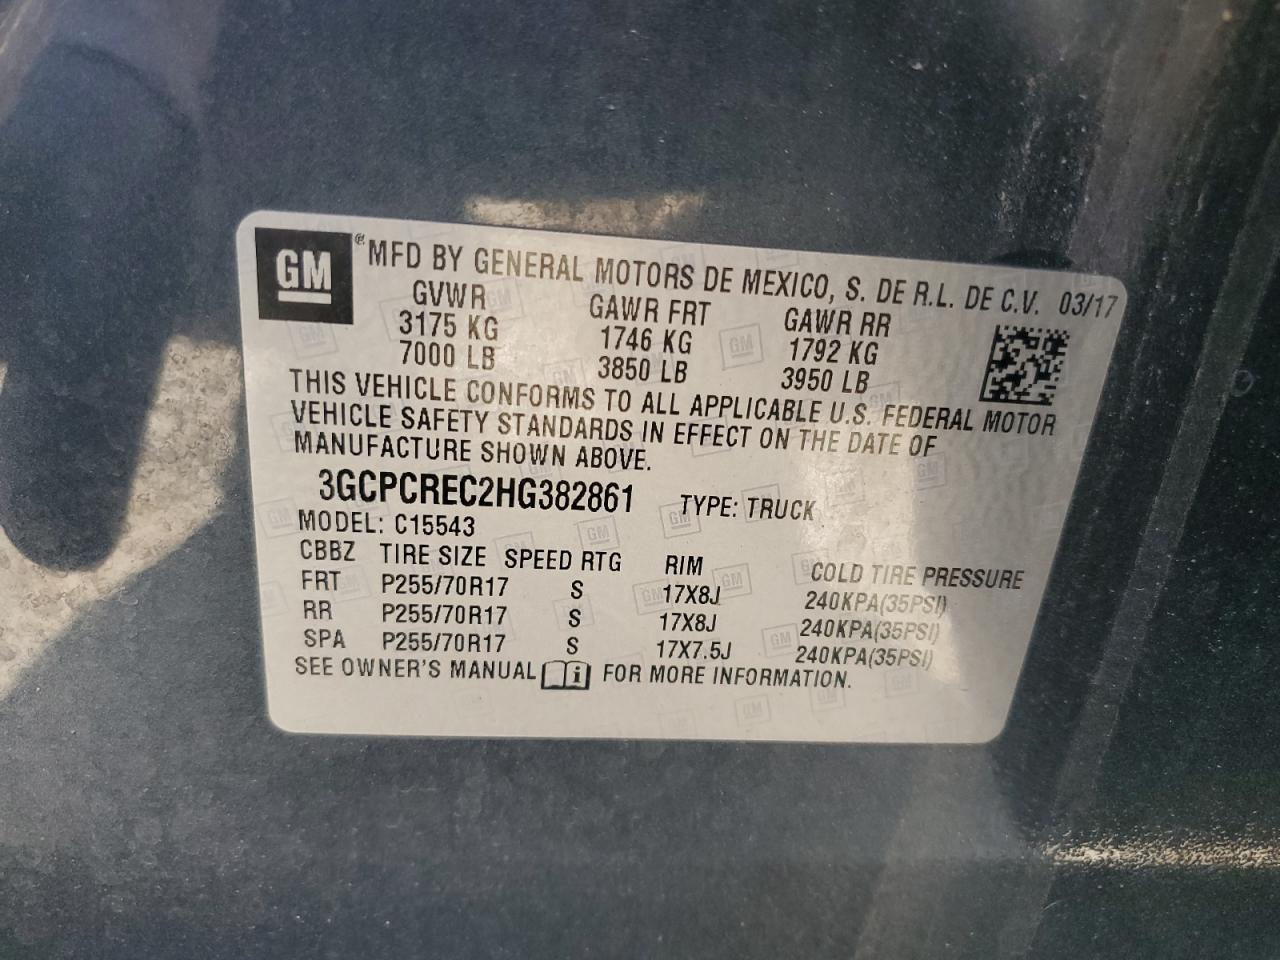 GM ® MFD BY GENERAL MOTORS DE MEXICO, S. DE R.L. DE C.V. 03/17
GVWR GAWR FRT GAWR RR
3175 KG 1746 KG 1792 KG
7000 LB 3850 LB 3950 LB
THIS VEHICLE CONFORMS TO ALL APPLICABLE U.S. FEDERAL MOTOR
VEHICLE SAFETY STANDARDS IN EFFECT ON THE DATE OF
MANUFACTURE SHOWN ABOVE.
3GCPCREC2HG382861 TYPE: TRUCK
MODEL: C15543
CBBZ TIRE SIZE SPEED RTG RIM COLD TIRE PRESSURE
FRT P255/70R17 S 17X8J 240KPA(35PSI)
RR P255/70R17 S 17X8J 240KPA(35PSI)
SPA P255/70R17 S 17X7.5J 240KPA(35PSI)
SEE OWNER'S MANUAL i FOR MORE INFORMATION.